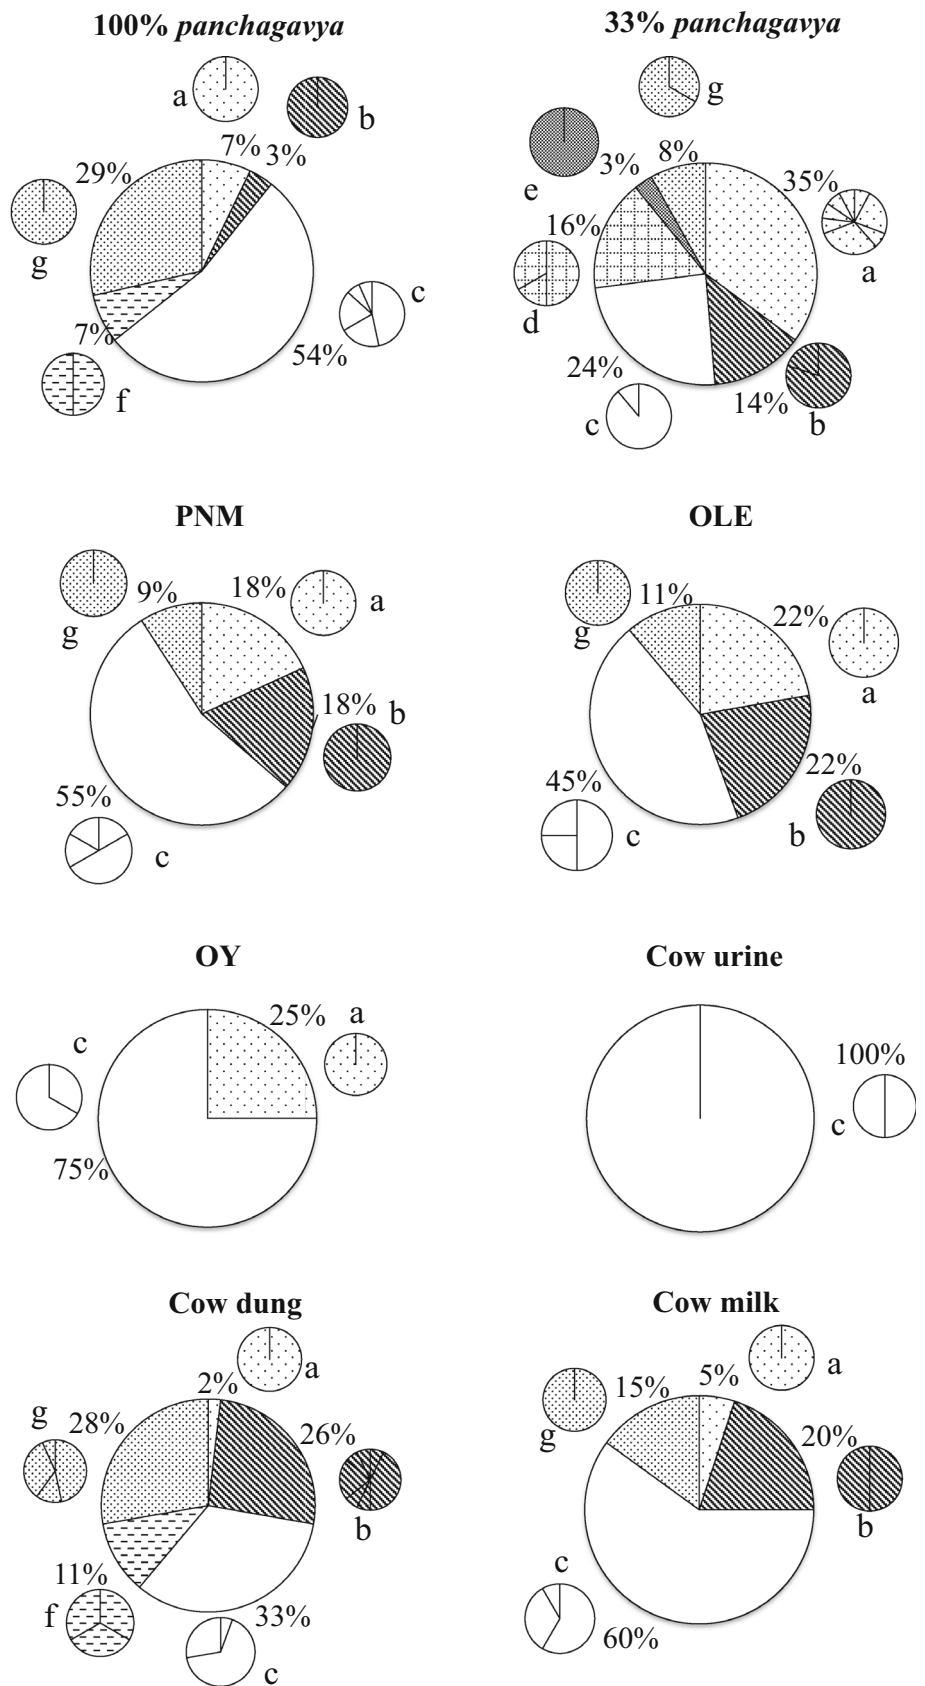 100% panchagavya
33% panchagavya
a
b
7%
3%
29%
g
c
54%
7%
f
g
e
3%
8%
35%
a
16%
d
24%
c
14%
b
PNM
OLE
g
9%
18%
a
18%
b
55%
c
g
11%
22%
a
22%
b
45%
c
OY
Cow urine
25%
a
c
75%
100%
c
Cow dung
Cow milk
a
2%
g
28%
26%
b
11%
f
33%
c
a
5%
15%
g
20%
b
c
60%